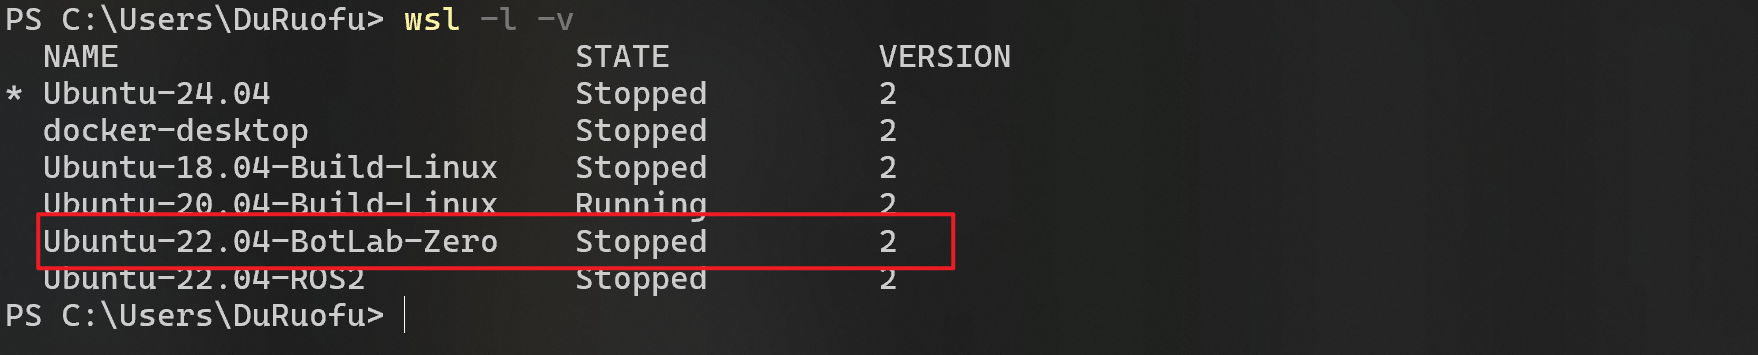 PS C:\Users\DuRuofu> wsl -l -v
NAME STATE VERSION
* Ubuntu-24.04 Stopped 2
docker-desktop Stopped 2
Ubuntu-18.04-Build-Linux Stopped 2
Ubuntu-20.04-Build-Linux Running 2
Ubuntu-22.04-BotLab-Zero Stopped 2
Ubuntu-22.04-ROS2 Stopped 2
PS C:\Users\DuRuofu>